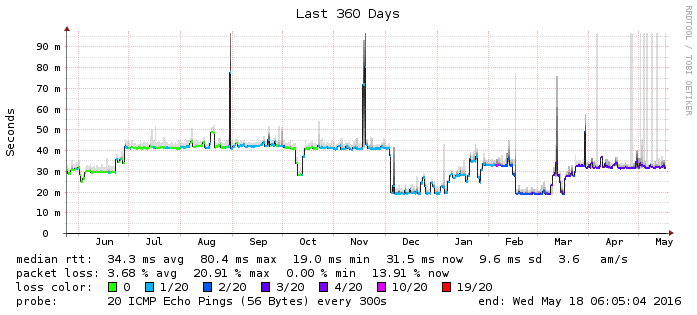 Last 360 Days
RRDTOOL / TOBI OETIKER
Seconds
90 m
80 m
70 m
60 m
50 m
40 m
30 m
20 m
10 m
0
Jun Jul Aug Sep Oct Nov Dec Jan Feb Mar Apr May
median rtt: 34.3 ms avg 80.4 ms max 19.0 ms min 31.5 ms now 9.6 ms sd 3.6 am/s
packet loss: 3.68 % avg 20.91 % max 0.00 % min 13.91 % now
loss color: 0 1/20 2/20 3/20 4/20 10/20 19/20
probe: 20 ICMP Echo Pings (56 Bytes) every 300s end: Wed May 18 06:05:04 2016